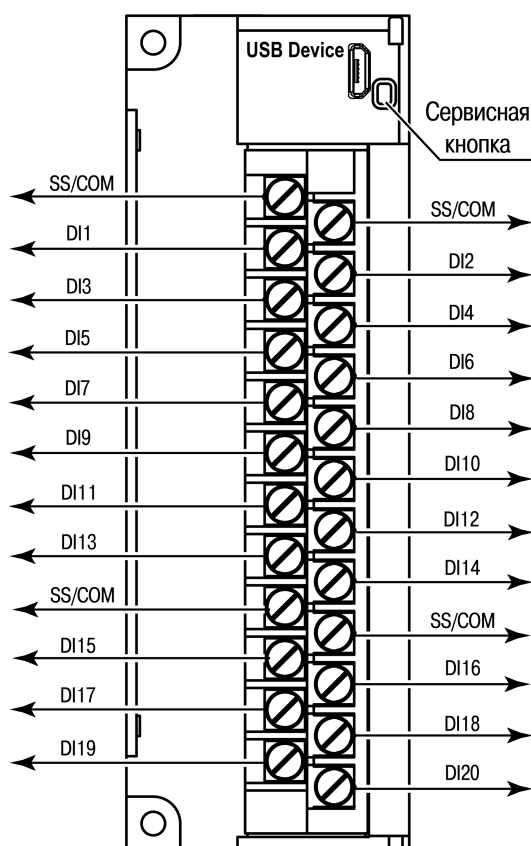 USB Device
Сервисная
кнопка
SS/COM
SS/COM
DI1
DI2
DI3
DI4
DI5
DI6
DI7
DI8
DI9
DI10
DI11
DI12
DI13
DI14
SS/COM
SS/COM
DI15
DI16
DI17
DI18
DI19
DI20